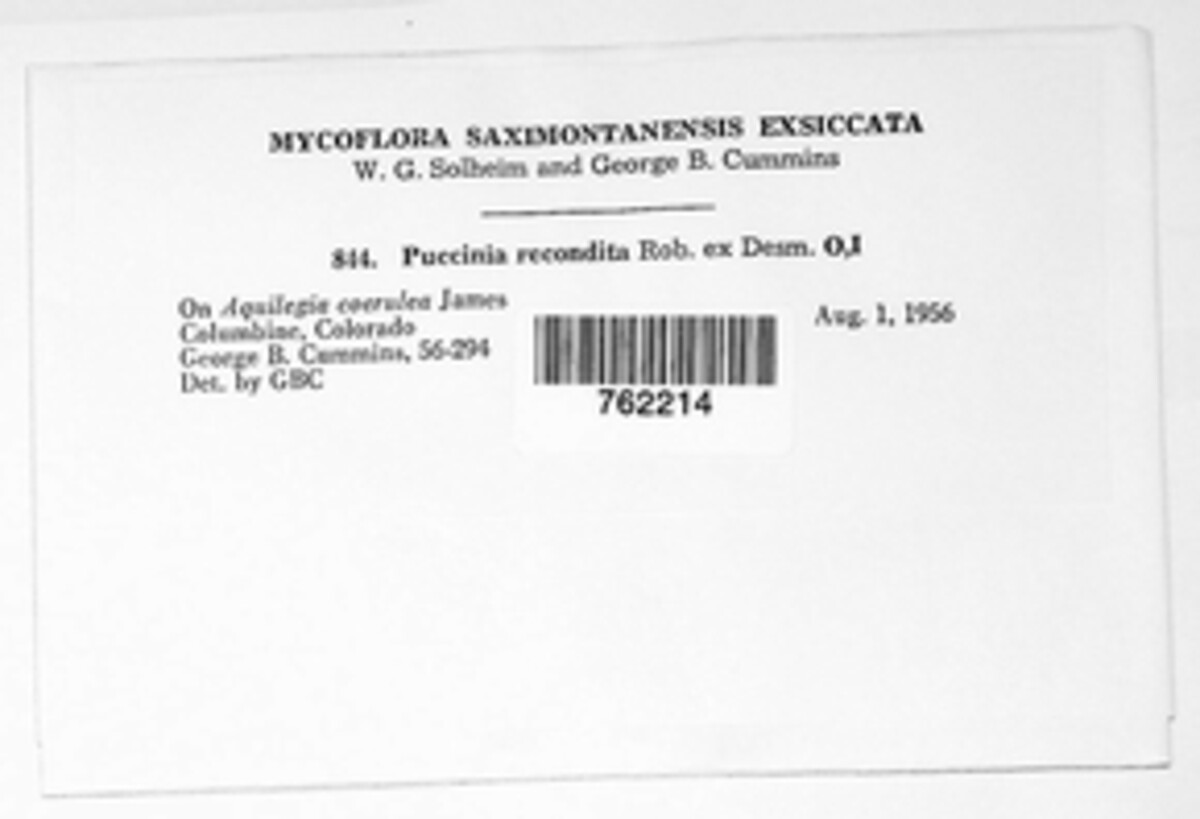 MYCOFLORA SAXIMONTANENSIS EXSICCATA
W. G. Solheim and George B. Cummins
844. Puccinia recondita Rob. ex Desm. O,I
On Aquilegia coerulea James
Aug. 1, 1956
Columbine, Colorado
George B. Cummins, 56-294
Det. by GBC
762214